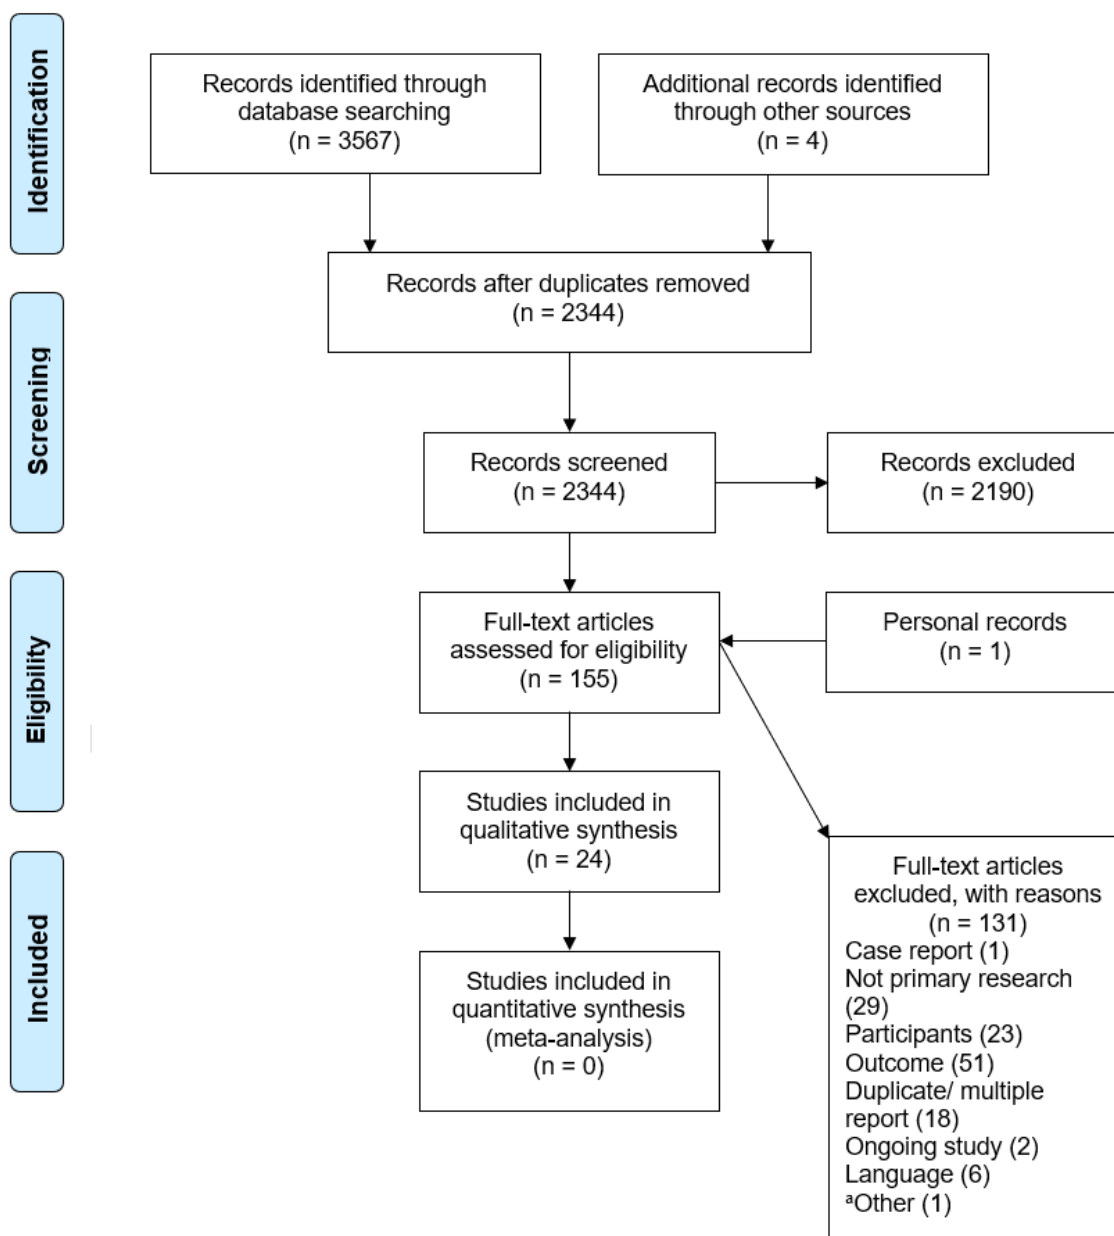 Identification
Records identified through
database searching
(n = 3567)
Additional records identified
through other sources
(n = 4)
Records after duplicates removed
(n = 2344)
Screening
Records screened
(n = 2344)
Records excluded
(n = 2190)
Eligibility
Full-text articles
assessed for eligibility
(n = 155)
Personal records
(n = 1)
Studies included in
qualitative synthesis
(n = 24)
Full-text articles
excluded, with reasons
(n = 131)
Case report (1)
Not primary research
(29)
Participants (23)
Outcome (51)
Duplicate/ multiple
report (18)
Ongoing study (2)
Language (6)
ᵃOther (1)
Included
Studies included in
quantitative synthesis
(meta-analysis)
(n = 0)